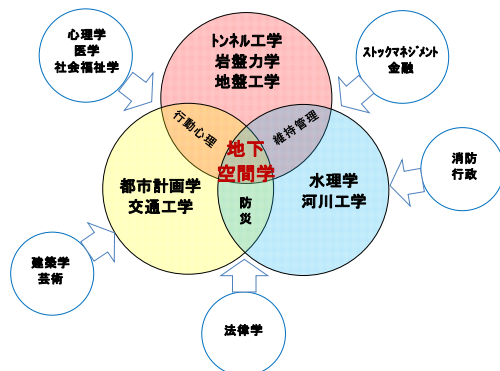 心理学
医学
社会福祉学
トンネル工学
岩盤力学
地盤工学
ストックマネジメント
金融
行動心理
維持管理
地下
空間学
都市計画学
交通工学
水理学
河川工学
防
災
消防
行政
建築学
芸術
法律学